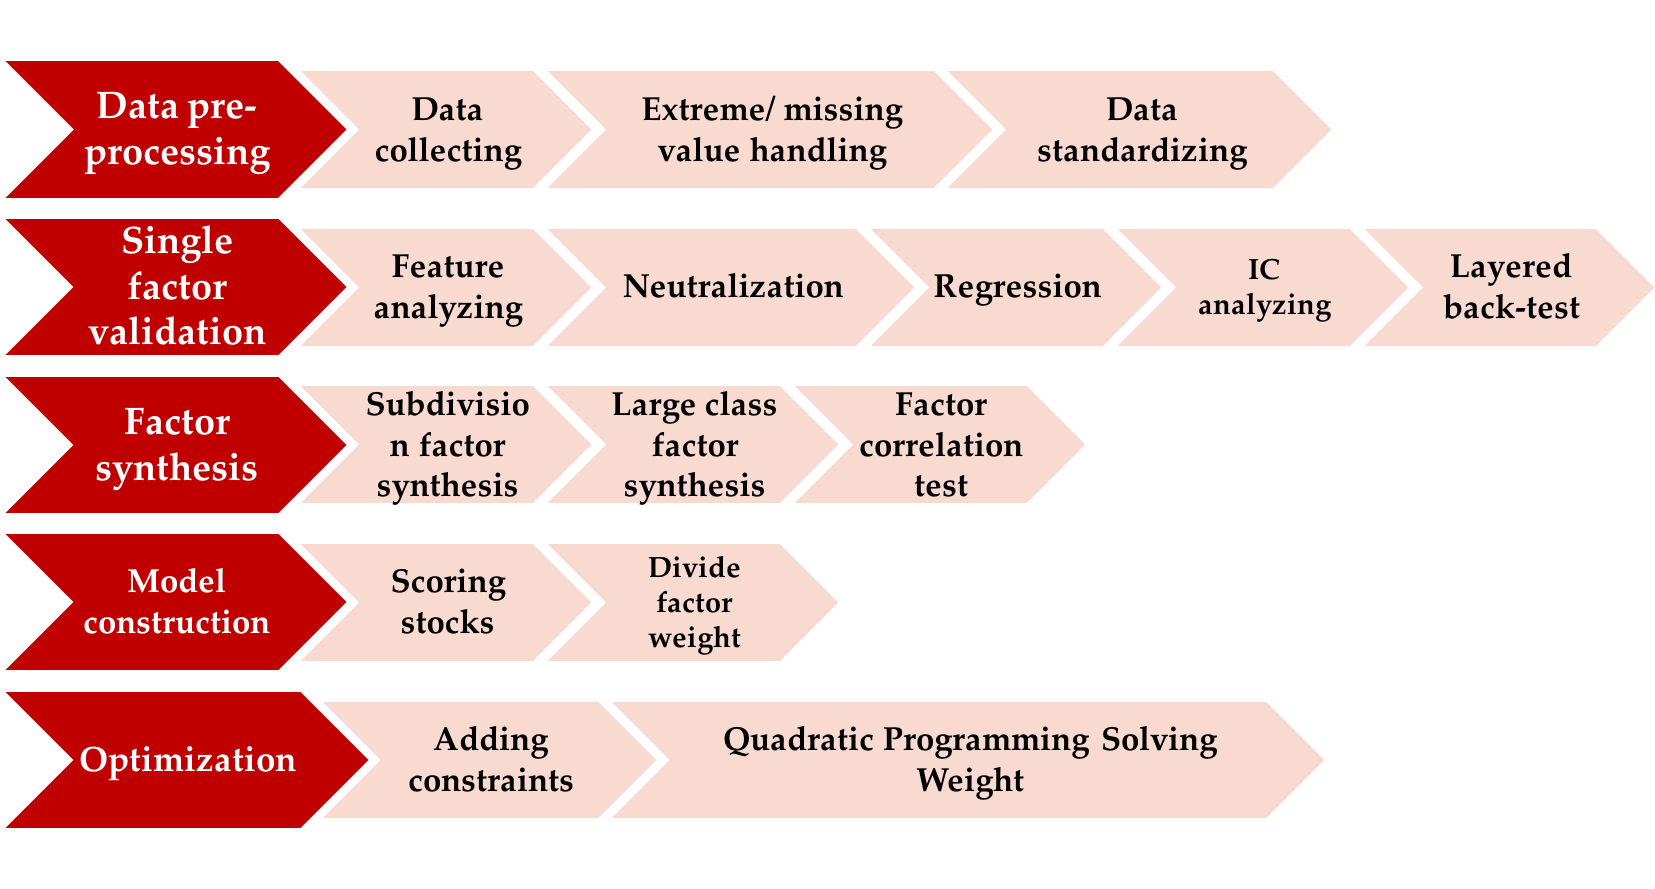 Data pre-
processing
Data
collecting
Extreme/ missing
value handling
Data
standardizing
Single
factor
validation
Feature
analyzing
Neutralization
Regression
IC
analyzing
Layered
back-test
Factor
synthesis
Subdivisio
n factor
synthesis
Large class
factor
synthesis
Factor
correlation
test
Model
construction
Scoring
stocks
Divide
factor
weight
Optimization
Adding
constraints
Quadratic Programming Solving
Weight